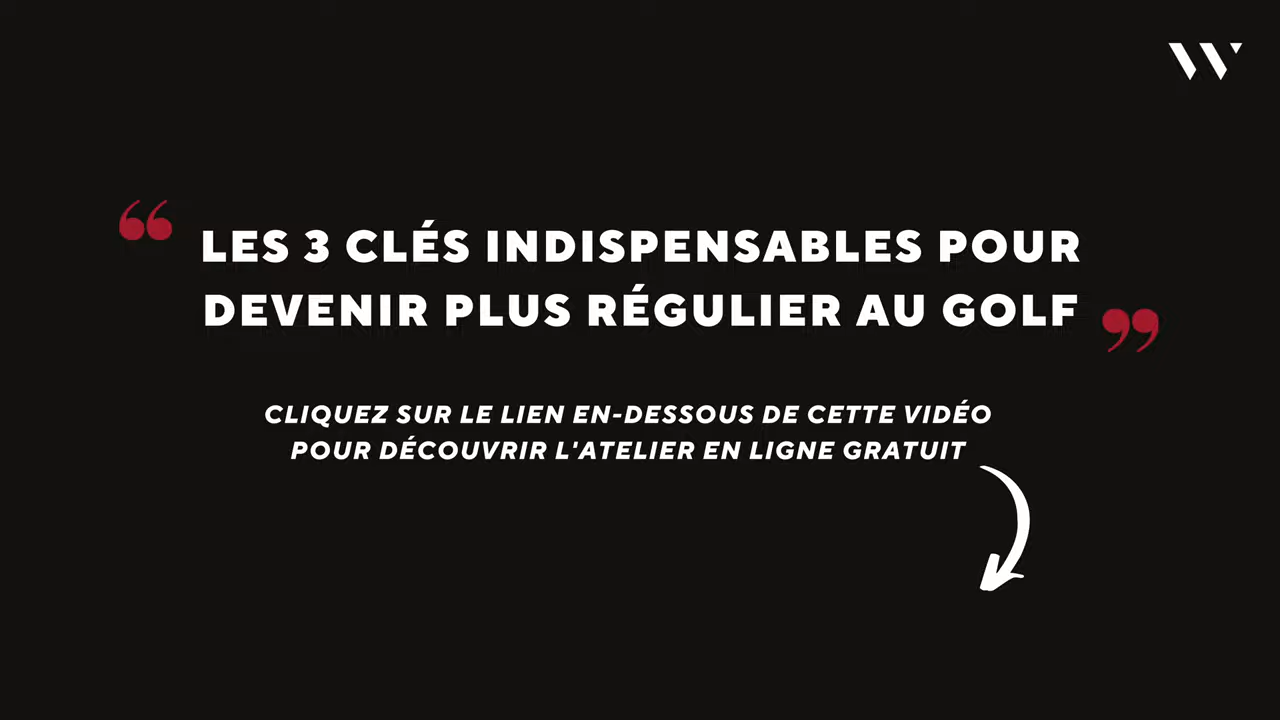 “ LES 3 CLÉS INDISPENSABLES POUR
DEVENIR PLUS RÉGULIER AU GOLF ”
CLIQUEZ SUR LE LIEN EN-DESSOUS DE CETTE VIDÉO
POUR DÉCOUVRIR L'ATELIER EN LIGNE GRATUIT